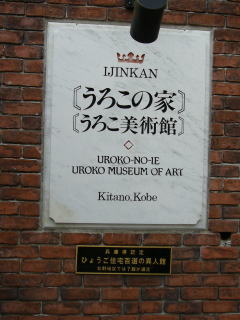 IJINKAN
〔うろこの家〕
〔うろこ美術館〕
UROKO-NO-IE
UROKO MUSEUM OF ART
Kitano, Kobe
兵庫県認定
ひょうご住宅百選の異人館